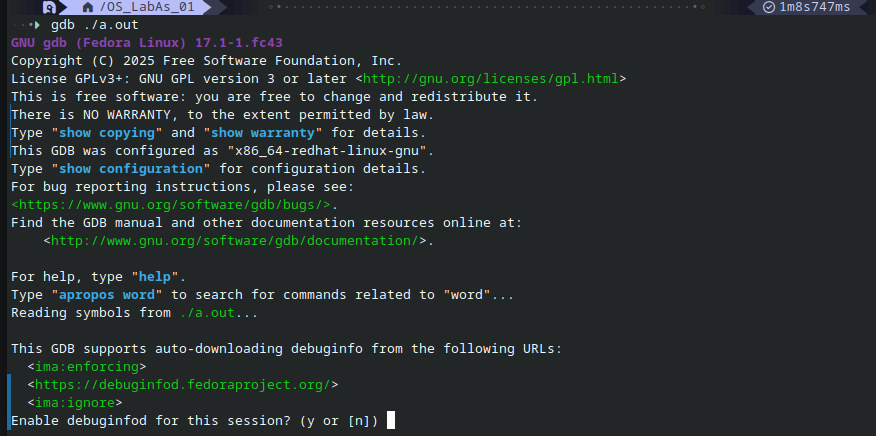 /OS_LabAs_01 1m8s747ms
gdb ./a.out
GNU gdb (Fedora Linux) 17.1-1.fc43
Copyright (C) 2025 Free Software Foundation, Inc.
License GPLv3+: GNU GPL version 3 or later <http://gnu.org/licenses/gpl.html>
This is free software: you are free to change and redistribute it.
There is NO WARRANTY, to the extent permitted by law.
Type "show copying" and "show warranty" for details.
This GDB was configured as "x86_64-redhat-linux-gnu".
Type "show configuration" for configuration details.
For bug reporting instructions, please see:
<https://www.gnu.org/software/gdb/bugs/>.
Find the GDB manual and other documentation resources online at:
    <http://www.gnu.org/software/gdb/documentation/>.

For help, type "help".
Type "apropos word" to search for commands related to "word"...
Reading symbols from ./a.out...

This GDB supports auto-downloading debuginfo from the following URLs:
  <ima:enforcing>
  <https://debuginfod.fedoraproject.org/>
  <ima:ignore>
Enable debuginfod for this session? (y or [n])